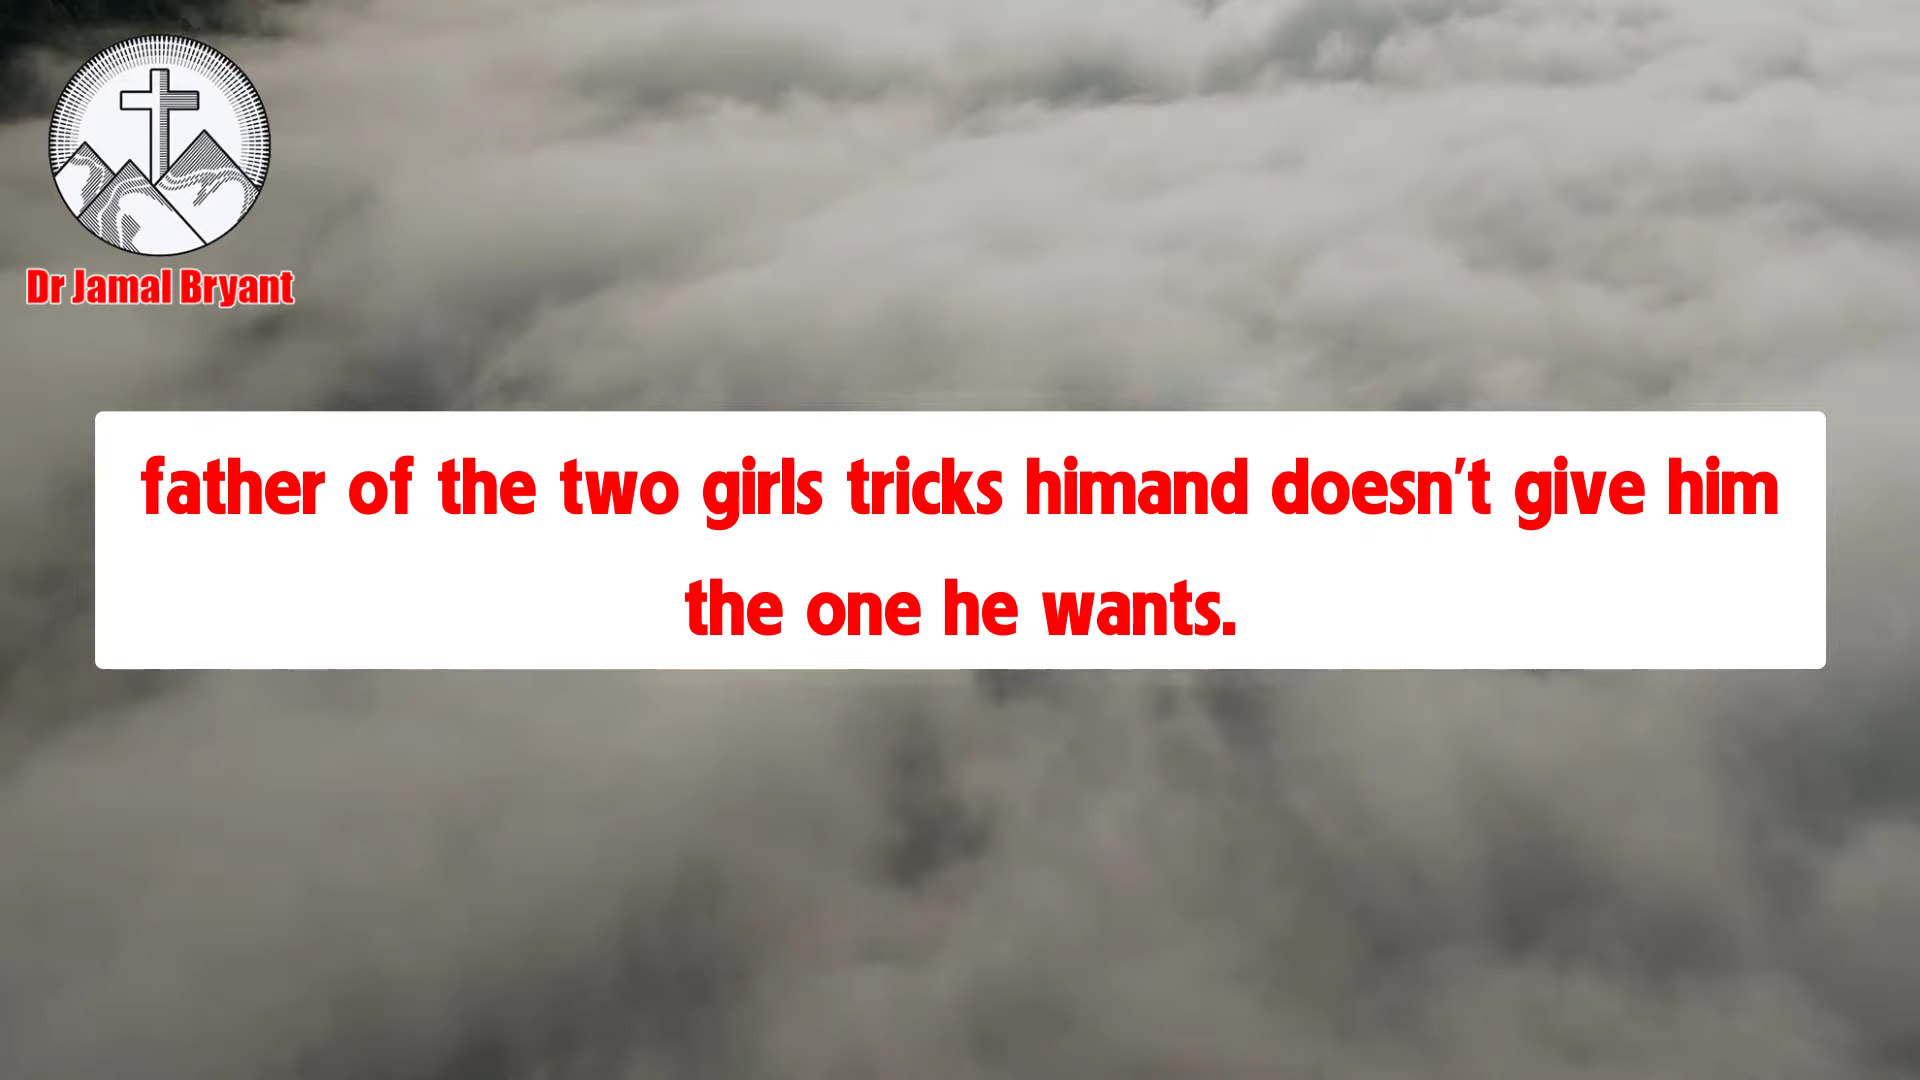 Dr Jamal Bryant
father of the two girls tricks himand doesn't give him
the one he wants.